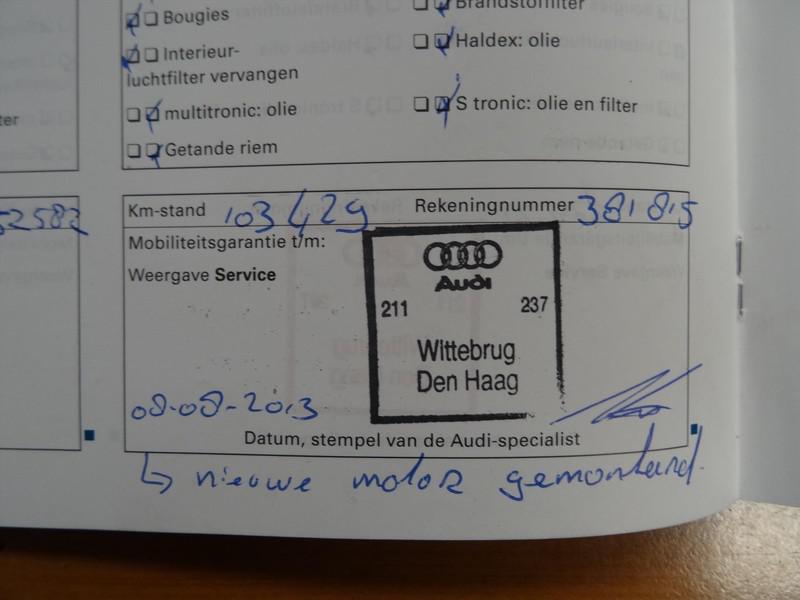 Bougies
Brandstoffilter
Interieur-
luchtfilter vervangen
Haldex: olie
multitronic: olie
S tronic: olie en filter
Getande riem
52582
Km-stand 103429
Rekeningnummer 381815
Mobiliteitsgarantie t/m:
Weergave Service
Audi
211 237
Wittebrug
Den Haag
08-08-2013
Datum, stempel van de Audi-specialist
↳ nieuwe motor gemonteerd.